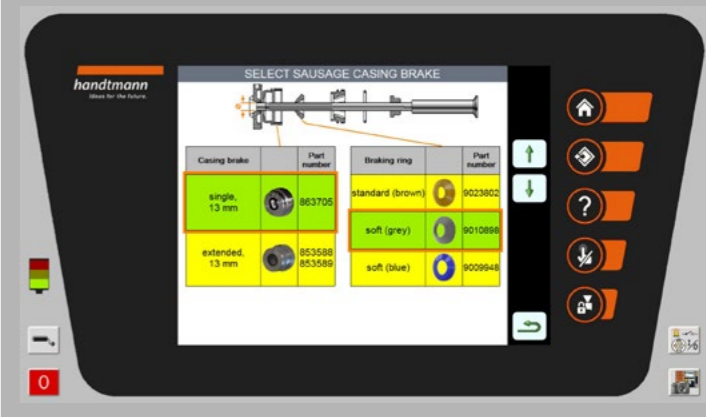 SELECT SAUSAGE CASING BRAKE
handtmann
Ideas for the future.
Casing brake
Part
number
single,
13 mm
863705
extended,
13 mm
853588
853589
Braking ring
Part
number
standard (brown)
9023802
soft (grey)
9010898
soft (blue)
9009948
?
0